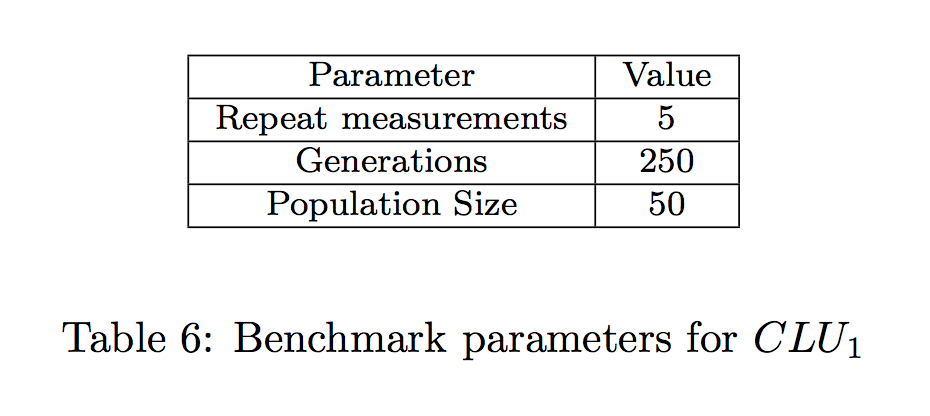 Parameter Value
Repeat measurements 5
Generations 250
Population Size 50
Table 6: Benchmark parameters for CLU₁